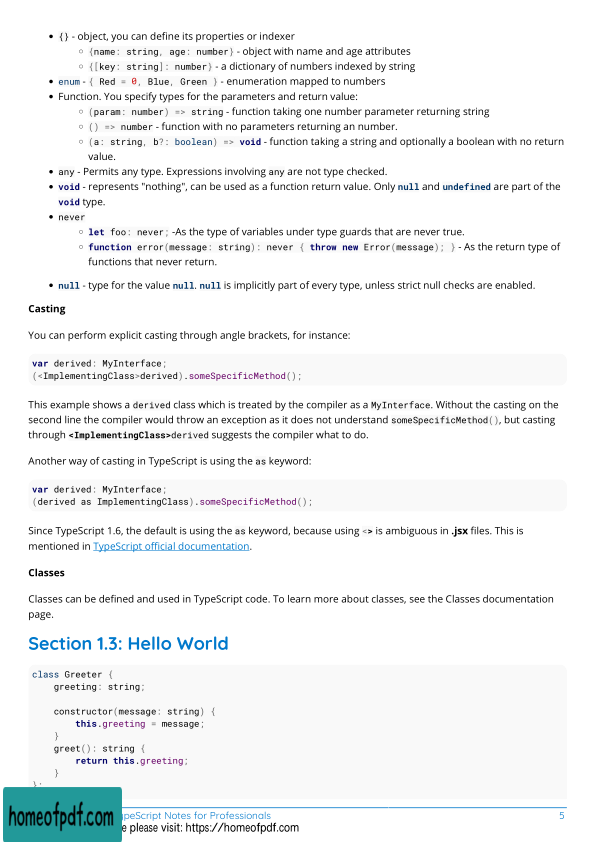 {} - object, you can define its properties or indexer
{name: string, age: number} - object with name and age attributes
{[key: string]: number} - a dictionary of numbers indexed by string
enum - { Red = 0, Blue, Green } - enumeration mapped to numbers
Function. You specify types for the parameters and return value:
(param: number) => string - function taking one number parameter returning string
() => number - function with no parameters returning an number.
(a: string, b?: boolean) => void - function taking a string and optionally a boolean with no return
value.
any - Permits any type. Expressions involving any are not type checked.
void - represents "nothing", can be used as a function return value. Only null and undefined are part of the
void type.
never
let foo: never; -As the type of variables under type guards that are never true.
function error(message: string): never { throw new Error(message); } - As the return type of
functions that never return.
null - type for the value null. null is implicitly part of every type, unless strict null checks are enabled.
Casting
You can perform explicit casting through angle brackets, for instance:
var derived: MyInterface;
(<ImplementingClass>derived).someSpecificMethod();
This example shows a derived class which is treated by the compiler as a MyInterface. Without the casting on the
second line the compiler would throw an exception as it does not understand someSpecificMethod(), but casting
through <ImplementingClass>derived suggests the compiler what to do.
Another way of casting in TypeScript is using the as keyword:
var derived: MyInterface;
(derived as ImplementingClass).someSpecificMethod();
Since TypeScript 1.6, the default is using the as keyword, because using <> is ambiguous in .jsx files. This is
mentioned in TypeScript official documentation.
Classes
Classes can be defined and used in TypeScript code. To learn more about classes, see the Classes documentation
page.
Section 1.3: Hello World
class Greeter {
greeting: string;
constructor(message: string) {
this.greeting = message;
}
greet(): string {
return this.greeting;
}
};
homeofpdf.com
ypeScript Notes for Professionals 5
e please visit: https://homeofpdf.com